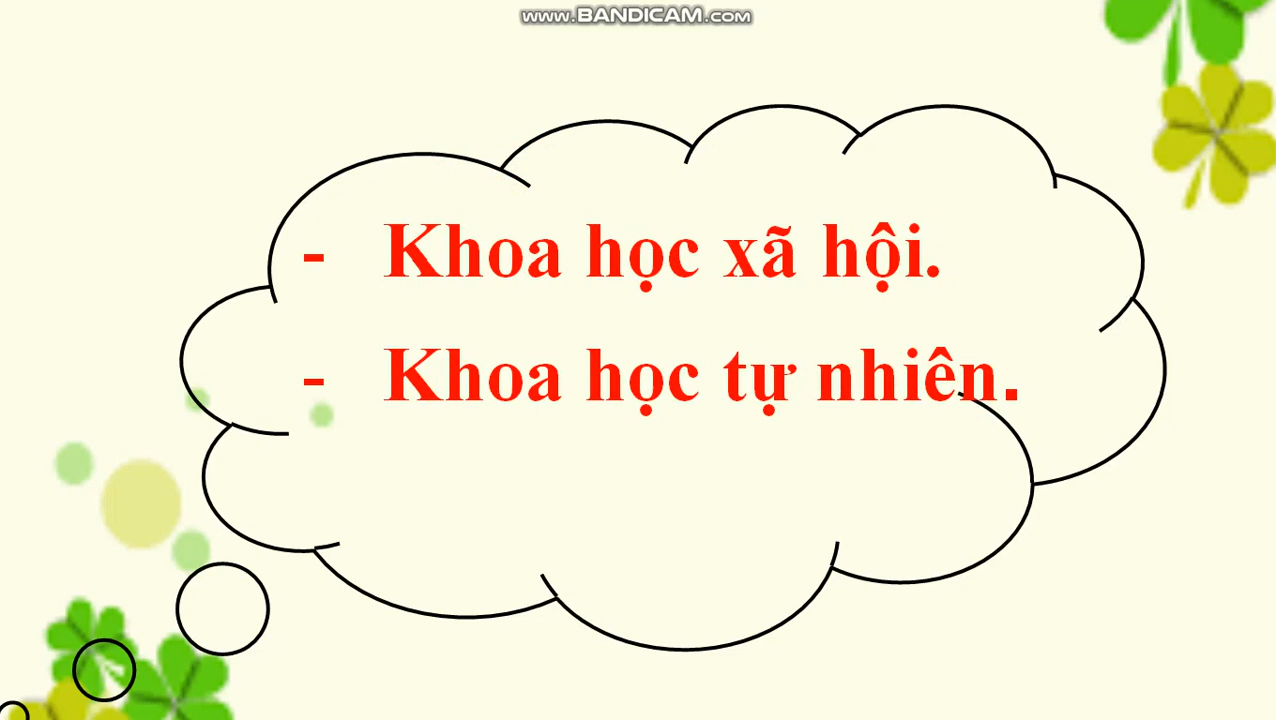 www.BANDICAM.com
- Khoa học xã hội.
- Khoa học tự nhiên.